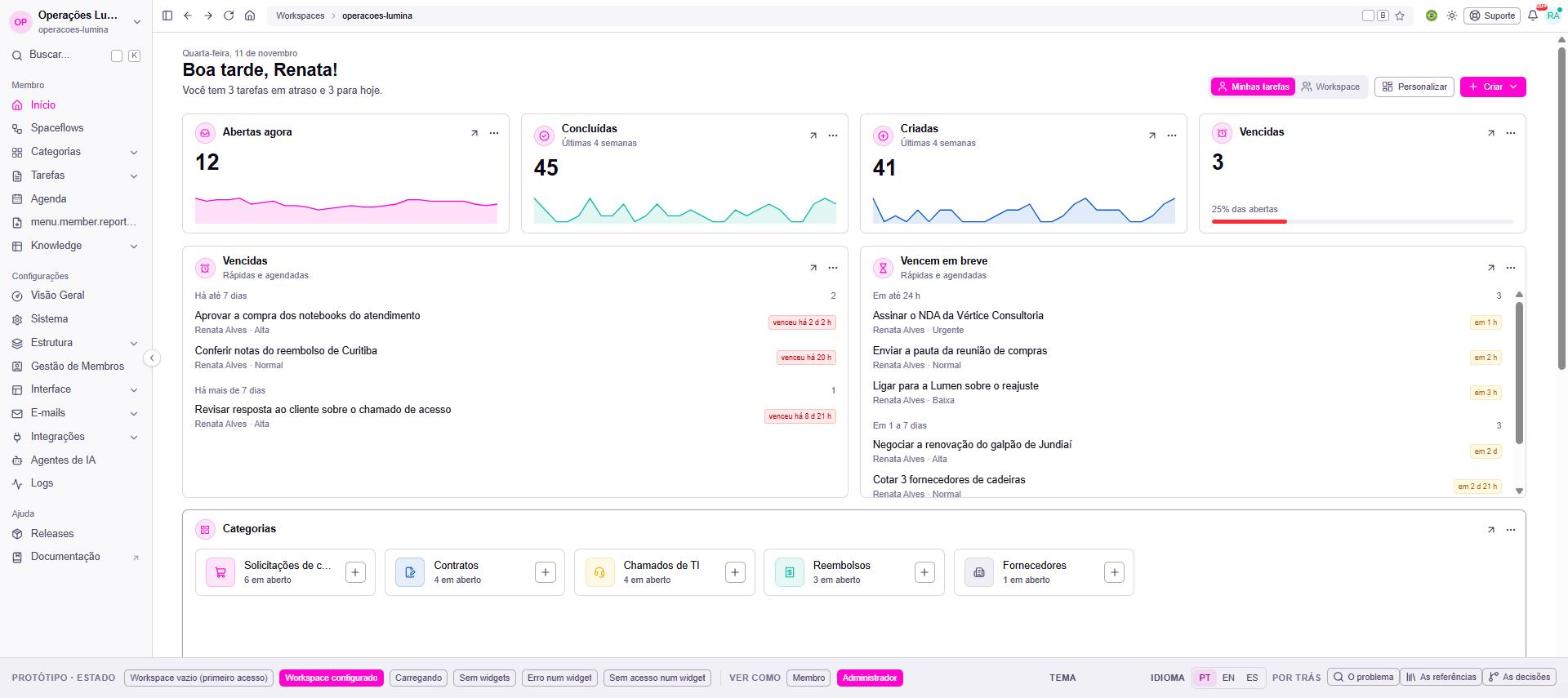 OP Operações Lu...
operacoes-lumina
Buscar... K
Membro
Início
Spaceflows
Categorias
Tarefas
Agenda
menu.member.report...
Knowledge
Configurações
Visão Geral
Sistema
Estrutura
Gestão de Membros
Interface
E-mails
Integrações
Agentes de IA
Logs
Ajuda
Releases
Documentação
Workspaces > operacoes-lumina
B
Suporte
RA
Quarta-feira, 11 de novembro
Boa tarde, Renata!
Você tem 3 tarefas em atraso e 3 para hoje.
Minhas tarefas Workspace Personalizar + Criar
Abertas agora
12
Concluídas
Últimas 4 semanas
45
Criadas
Últimas 4 semanas
41
Vencidas
3
25% das abertas
Vencidas
Rápidas e agendadas
Há até 7 dias 2
Aprovar a compra dos notebooks do atendimento
Renata Alves · Alta
venceu há 2 d 2 h
Conferir notas do reembolso de Curitiba
Renata Alves · Normal
venceu há 20 h
Há mais de 7 dias 1
Revisar resposta ao cliente sobre o chamado de acesso
Renata Alves · Alta
venceu há 8 d 21 h
Vencem em breve
Rápidas e agendadas
Em até 24 h 3
Assinar o NDA da Vértice Consultoria
Renata Alves · Urgente
em 1 h
Enviar a pauta da reunião de compras
Renata Alves · Normal
em 2 h
Ligar para a Lumen sobre o reajuste
Renata Alves · Baixa
em 3 h
Em 1 a 7 dias 3
Negociar a renovação do galpão de Jundiaí
Renata Alves · Alta
em 2 d
Cotar 3 fornecedores de cadeiras
Renata Alves · Normal
em 2 d 21 h
Categorias
Solicitações de c...
6 em aberto
Contratos
4 em aberto
Chamados de TI
4 em aberto
Reembolsos
3 em aberto
Fornecedores
1 em aberto
PROTÓTIPO · ESTADO Workspace vazio (primeiro acesso) Workspace configurado Carregando Sem widgets Erro num widget Sem acesso num widget VER COMO Membro Administrador TEMA IDIOMA PT EN ES POR TRÁS O problema As referências As decisões